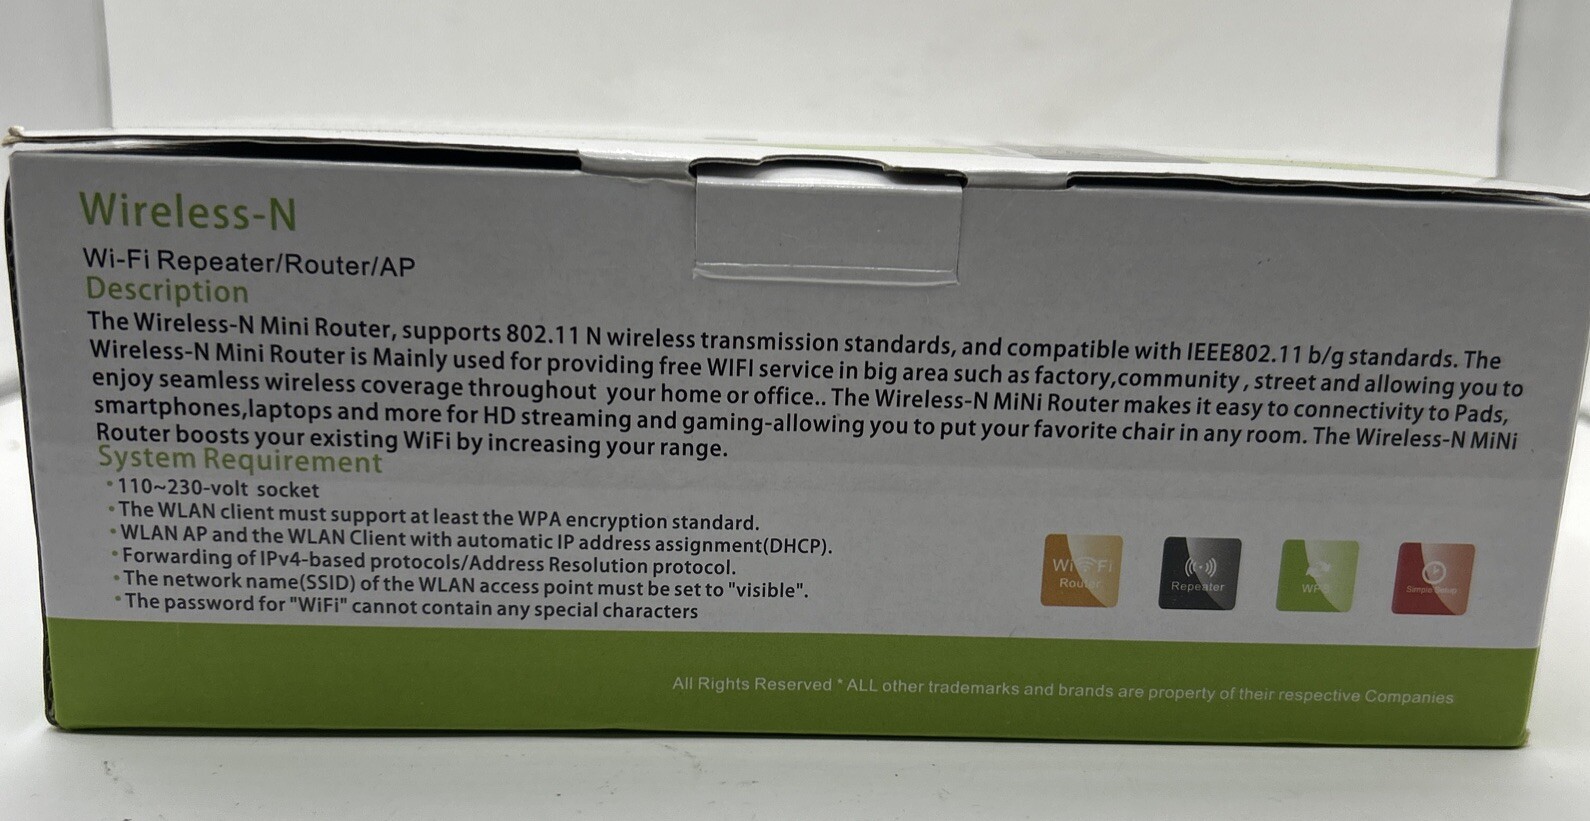 Wireless-N
Wi-Fi Repeater/Router/AP
Description
The Wireless-N Mini Router, supports 802.11 N wireless transmission standards, and compatible with IEEE802.11 b/g standards. The
Wireless-N Mini Router is Mainly used for providing free WIFI service in big area such as factory,community , street and allowing you to
enjoy seamless wireless coverage throughout your home or office.. The Wireless-N MiNi Router makes it easy to connectivity to Pads,
smartphones,laptops and more for HD streaming and gaming-allowing you to put your favorite chair in any room. The Wireless-N MiNi
Router boosts your existing WiFi by increasing your range.
System Requirement
•110~230-volt socket
•The WLAN client must support at least the WPA encryption standard.
•WLAN AP and the WLAN Client with automatic IP address assignment(DHCP).
•Forwarding of IPv4-based protocols/Address Resolution protocol.
•The network name(SSID) of the WLAN access point must be set to "visible".
•The password for "WiFi" cannot contain any special characters
WiFi
Router
Repeater
WPS
Simple Setup
All Rights Reserved * ALL other trademarks and brands are property of their respective Companies